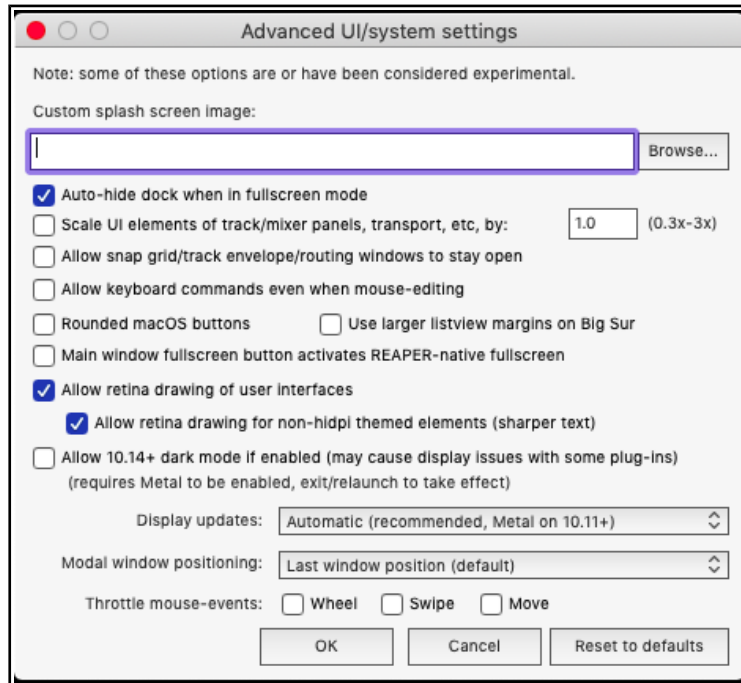 Advanced UI/system settings
Note: some of these options are or have been considered experimental.
Custom splash screen image:
Browse...
Auto-hide dock when in fullscreen mode
Scale UI elements of track/mixer panels, transport, etc, by: 1.0 (0.3x-3x)
Allow snap grid/track envelope/routing windows to stay open
Allow keyboard commands even when mouse-editing
Rounded macOS buttons Use larger listview margins on Big Sur
Main window fullscreen button activates REAPER-native fullscreen
Allow retina drawing of user interfaces
Allow retina drawing for non-hidpi themed elements (sharper text)
Allow 10.14+ dark mode if enabled (may cause display issues with some plug-ins)
(requires Metal to be enabled, exit/relaunch to take effect)
Display updates: Automatic (recommended, Metal on 10.11+)
Modal window positioning: Last window position (default)
Throttle mouse-events: Wheel Swipe Move
OK Cancel Reset to defaults